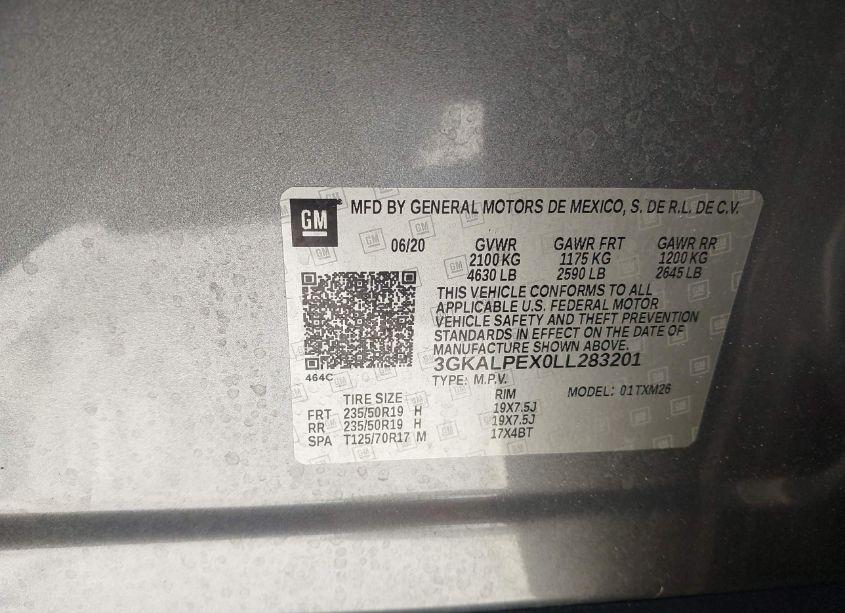 GM
MFD BY GENERAL MOTORS DE MEXICO, S. DE R.L. DE C.V.
06/20 GVWR GAWR FRT GAWR RR
2100 KG 1175 KG 1200 KG
4630 LB 2590 LB 2645 LB
THIS VEHICLE CONFORMS TO ALL
APPLICABLE U.S. FEDERAL MOTOR
VEHICLE SAFETY AND THEFT PREVENTION
STANDARDS IN EFFECT ON THE DATE OF
MANUFACTURE SHOWN ABOVE.
3GKALPEX0LL283201
464C
TYPE: M.P.V. MODEL: 01TXM26
TIRE SIZE RIM
FRT 235/50R19 H 19X7.5J
RR 235/50R19 H 19X7.5J
SPA T125/70R17 M 17X4BT